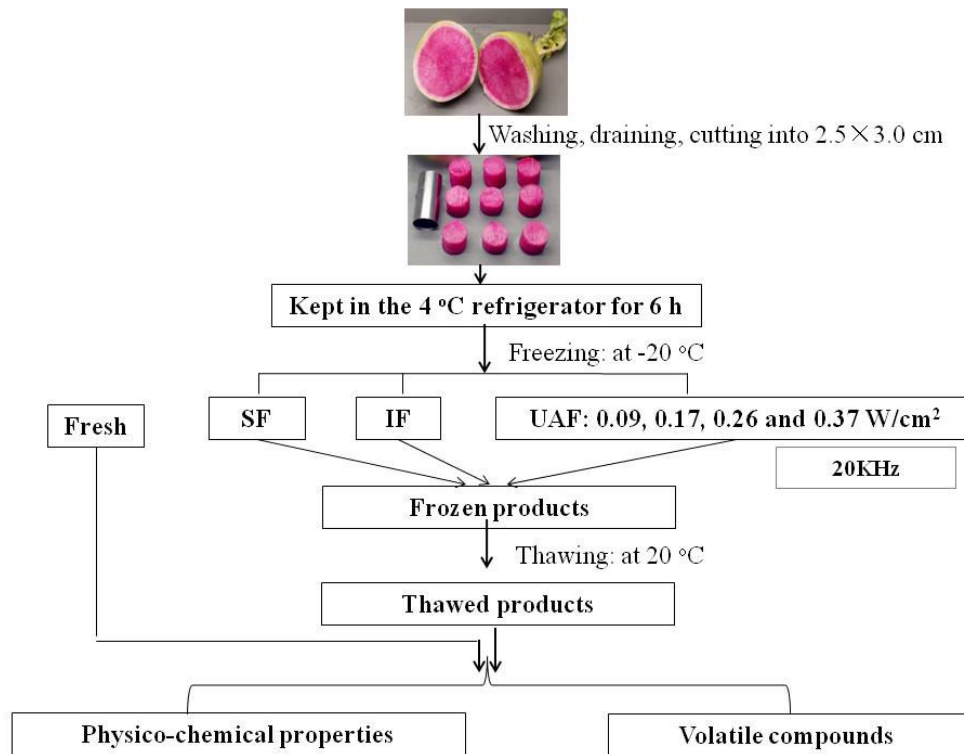 Washing, draining, cutting into 2.5×3.0 cm
Kept in the 4 °C refrigerator for 6 h
Freezing: at -20 °C
Fresh
SF
IF
UAF: 0.09, 0.17, 0.26 and 0.37 W/cm²
20KHz
Frozen products
Thawing: at 20 °C
Thawed products
Physico-chemical properties
Volatile compounds